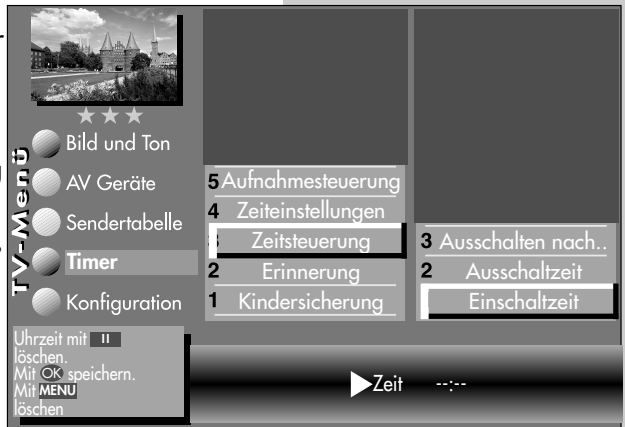 TV-Menü
Bild und Ton
AV Geräte
Sendertabelle
Timer
Konfiguration
5 Aufnahmesteuerung
4 Zeiteinstellungen
3 Zeitsteuerung
2 Erinnerung
1 Kindersicherung
3 Ausschalten nach..
2 Ausschaltzeit
Einschaltzeit
Uhrzeit mit II
löschen.
Mit OK speichern.
Mit MENU
löschen
Zeit --:--